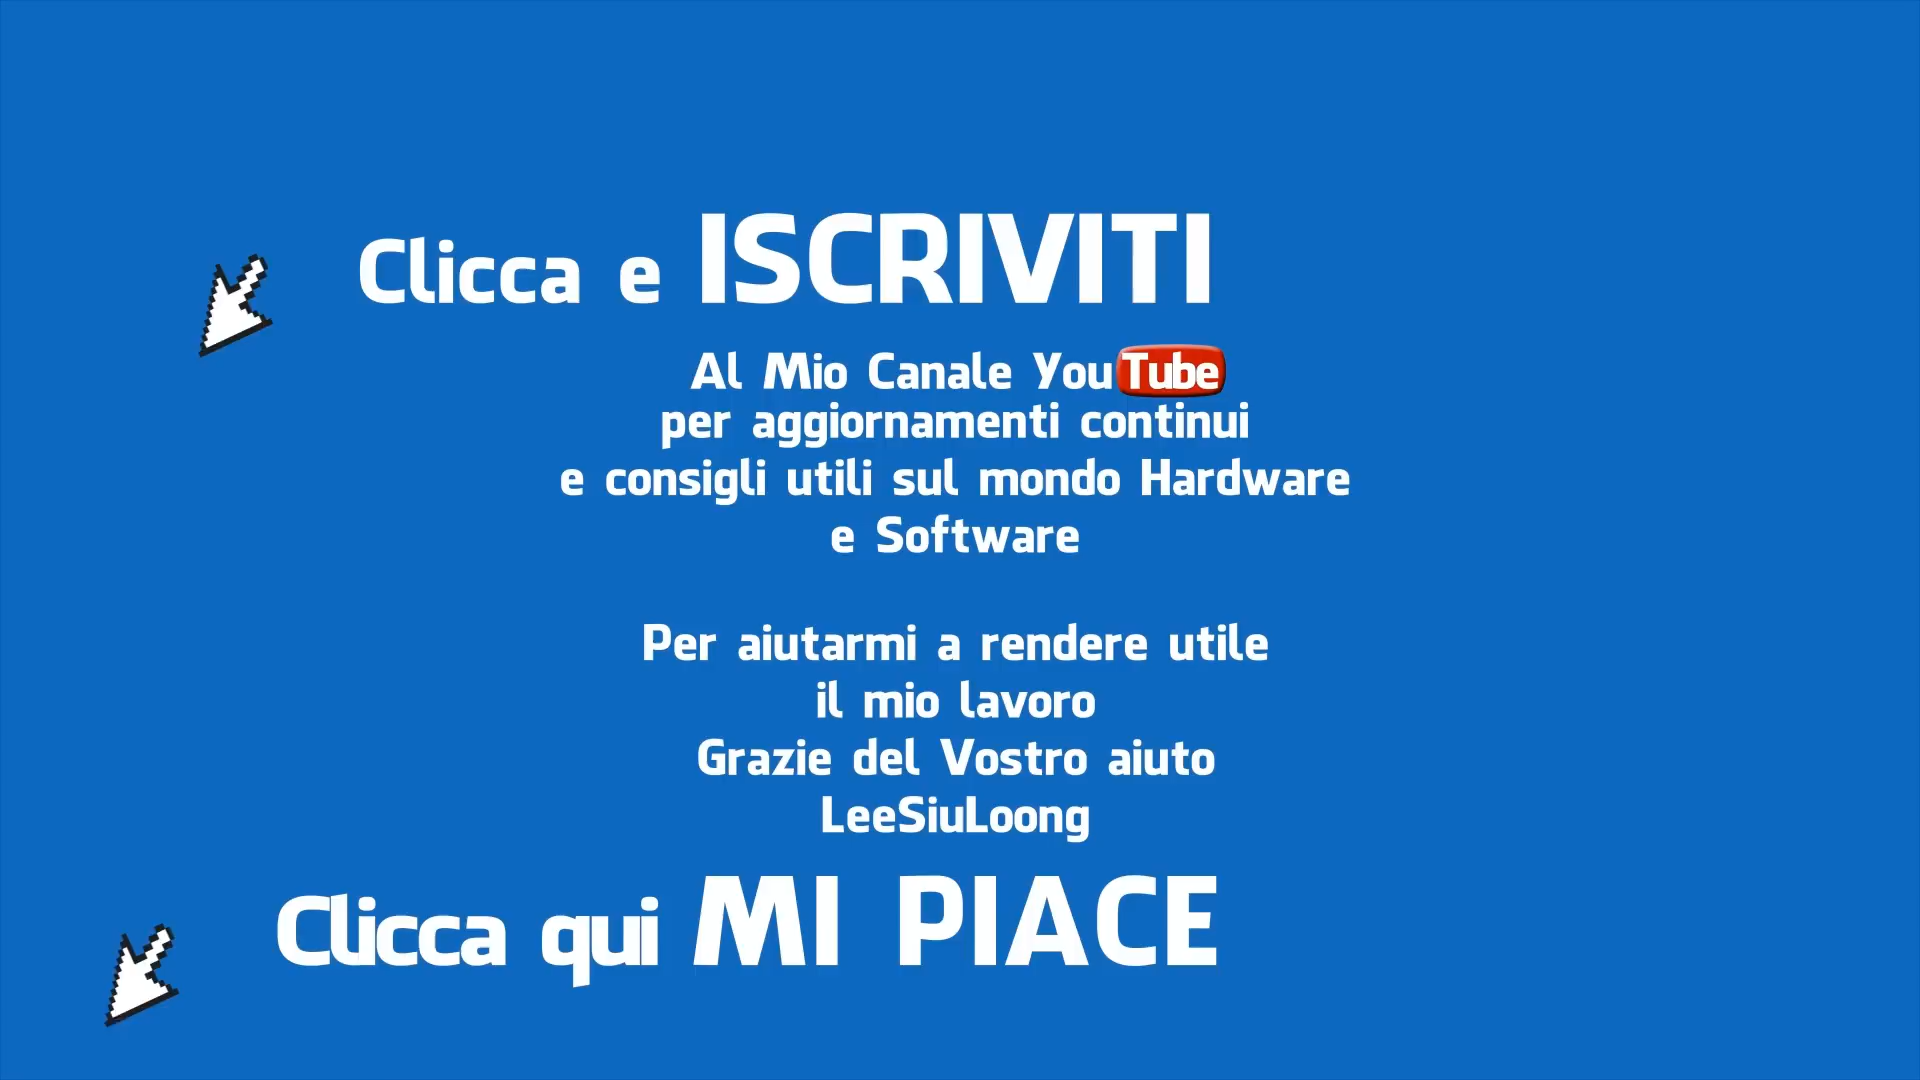 Clicca e ISCRIVITI
Al Mio Canale YouTube
per aggiornamenti continui
e consigli utili sul mondo Hardware
e Software
Per aiutarmi a rendere utile
il mio lavoro
Grazie del Vostro aiuto
LeeSiuLoong
Clicca qui MI PIACE